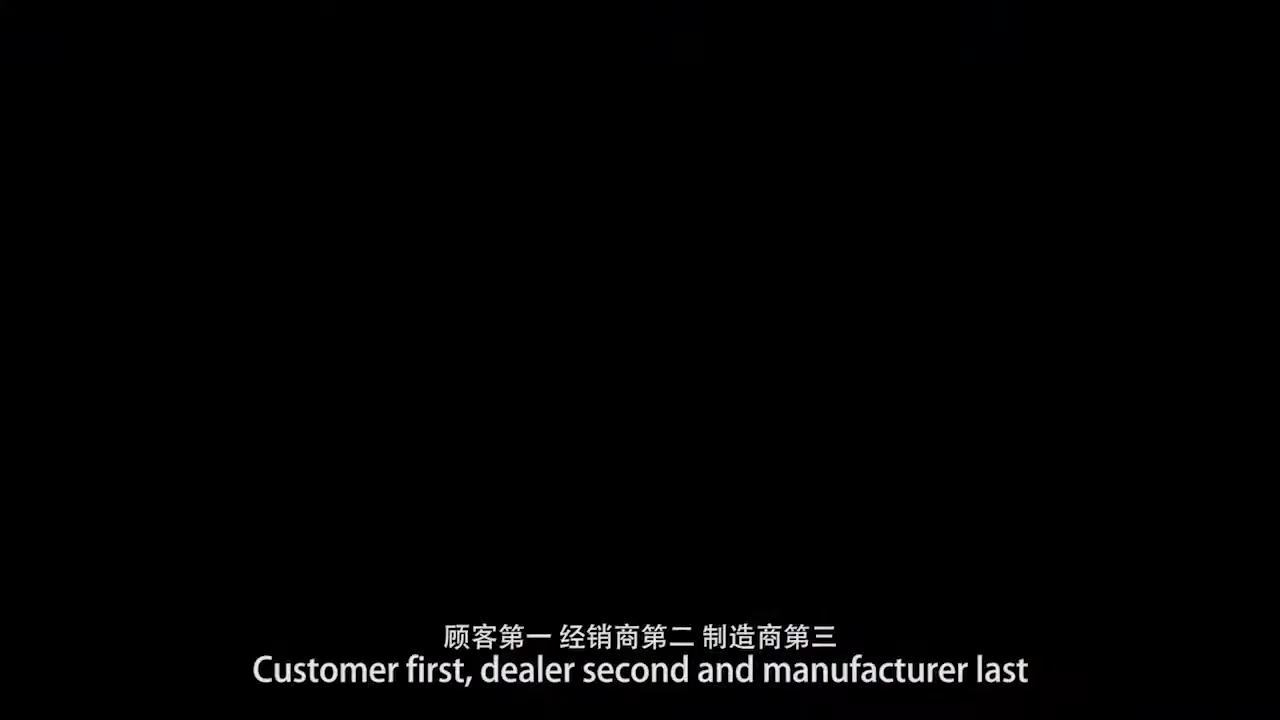 顾客第一 经销商第二 制造商第三
Customer first, dealer second and manufacturer last